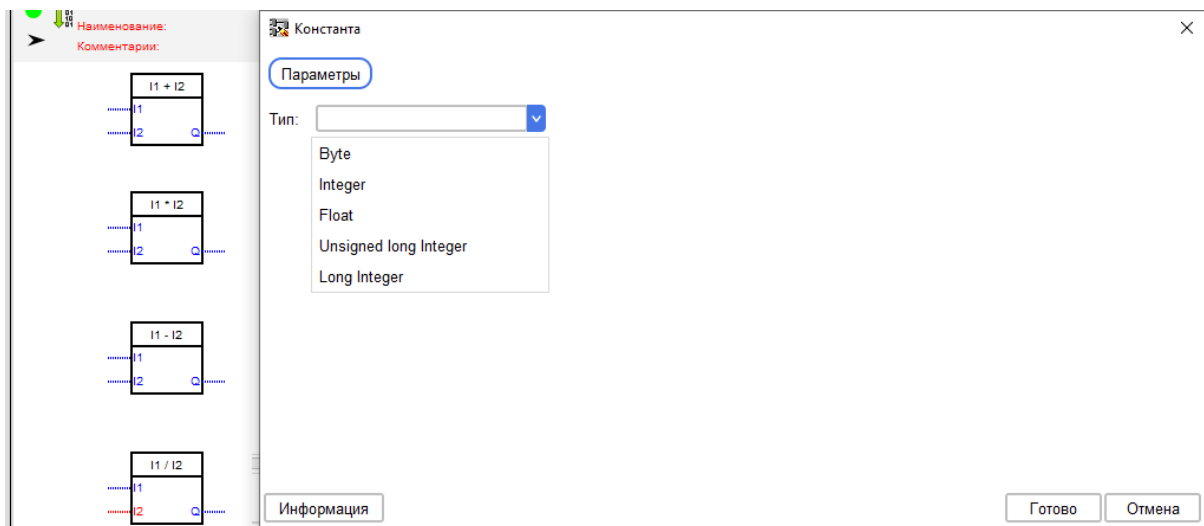 Наименование:
Комментарии:
I1 + I2
I1
I2 Q
I1 * I2
I1
I2 Q
I1 - I2
I1
I2 Q
I1 / I2
I1
I2 Q
Константа
Параметры
Тип:
Byte
Integer
Float
Unsigned long Integer
Long Integer
Информация
Готово
Отмена